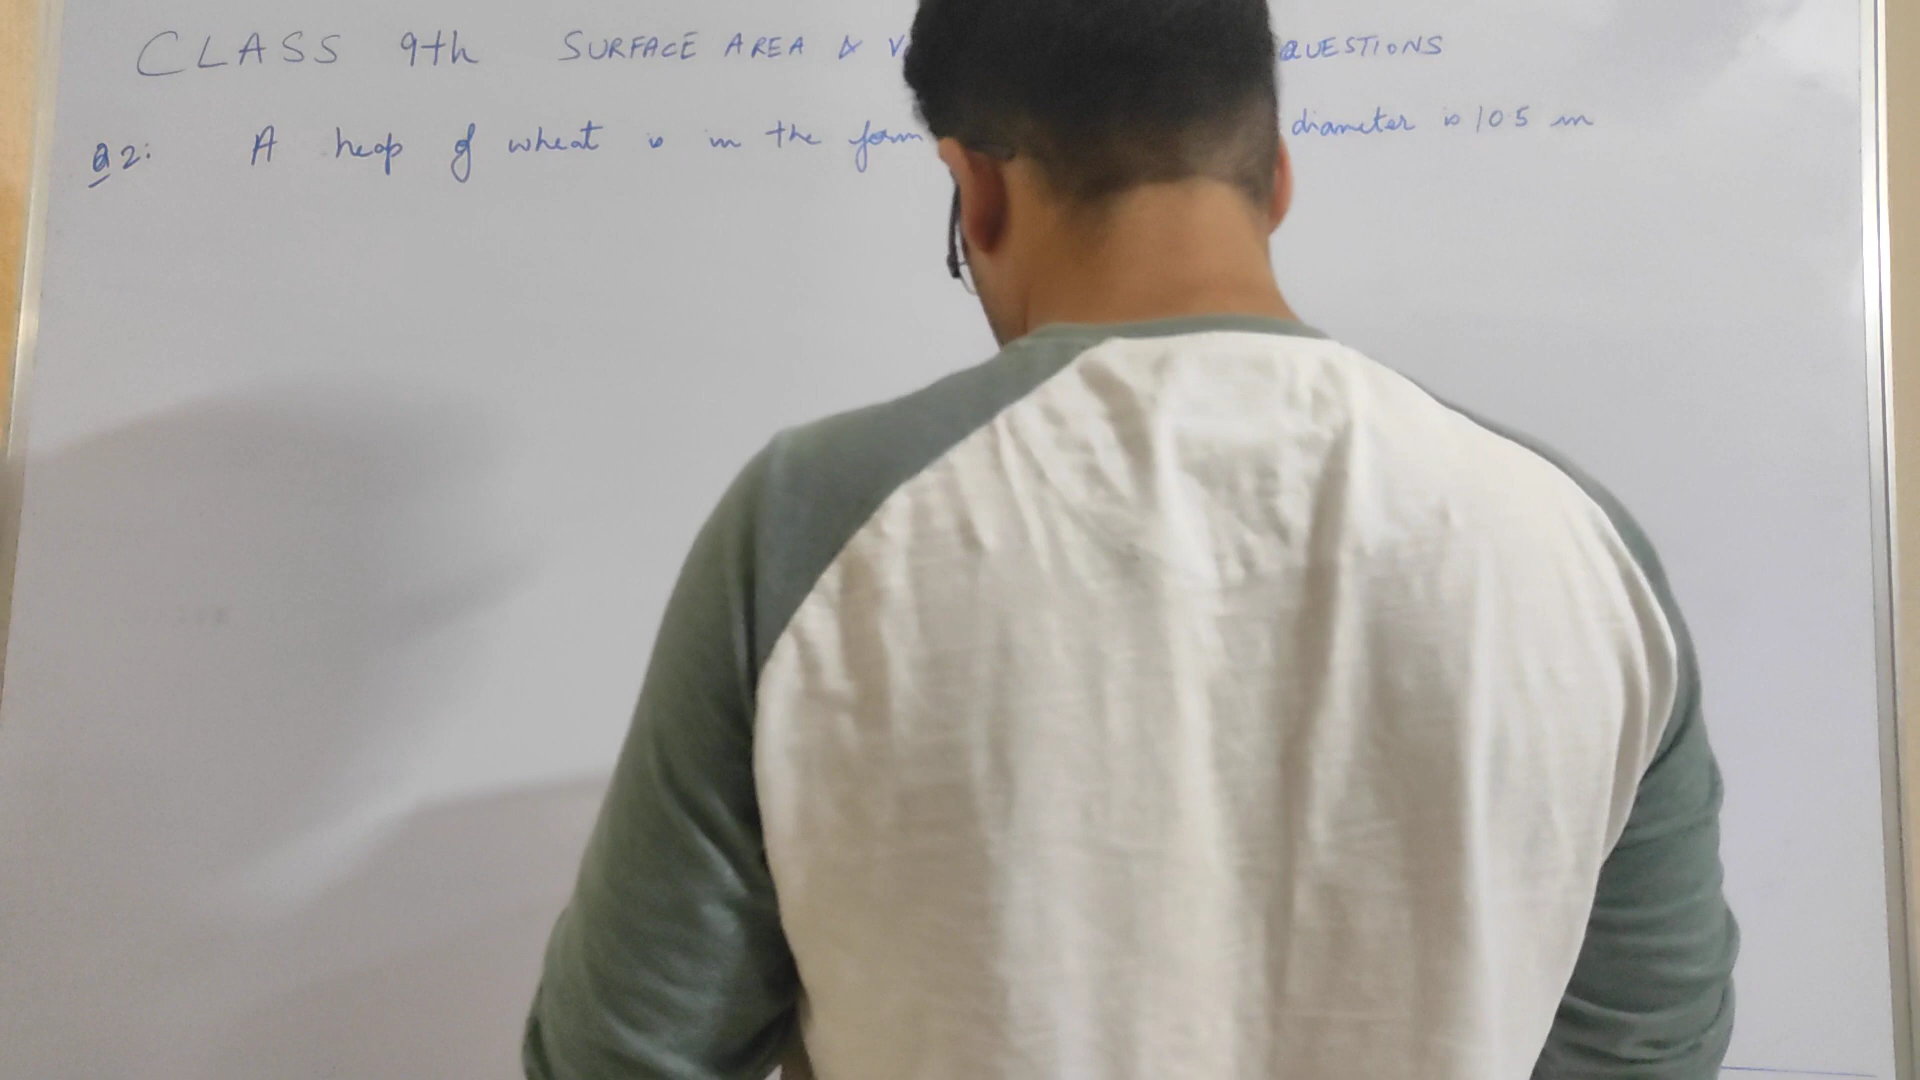 CLASS 9th SURFACE AREA & V QUESTIONS
Q2: A heap of wheat is in the form diameter is 10.5 m